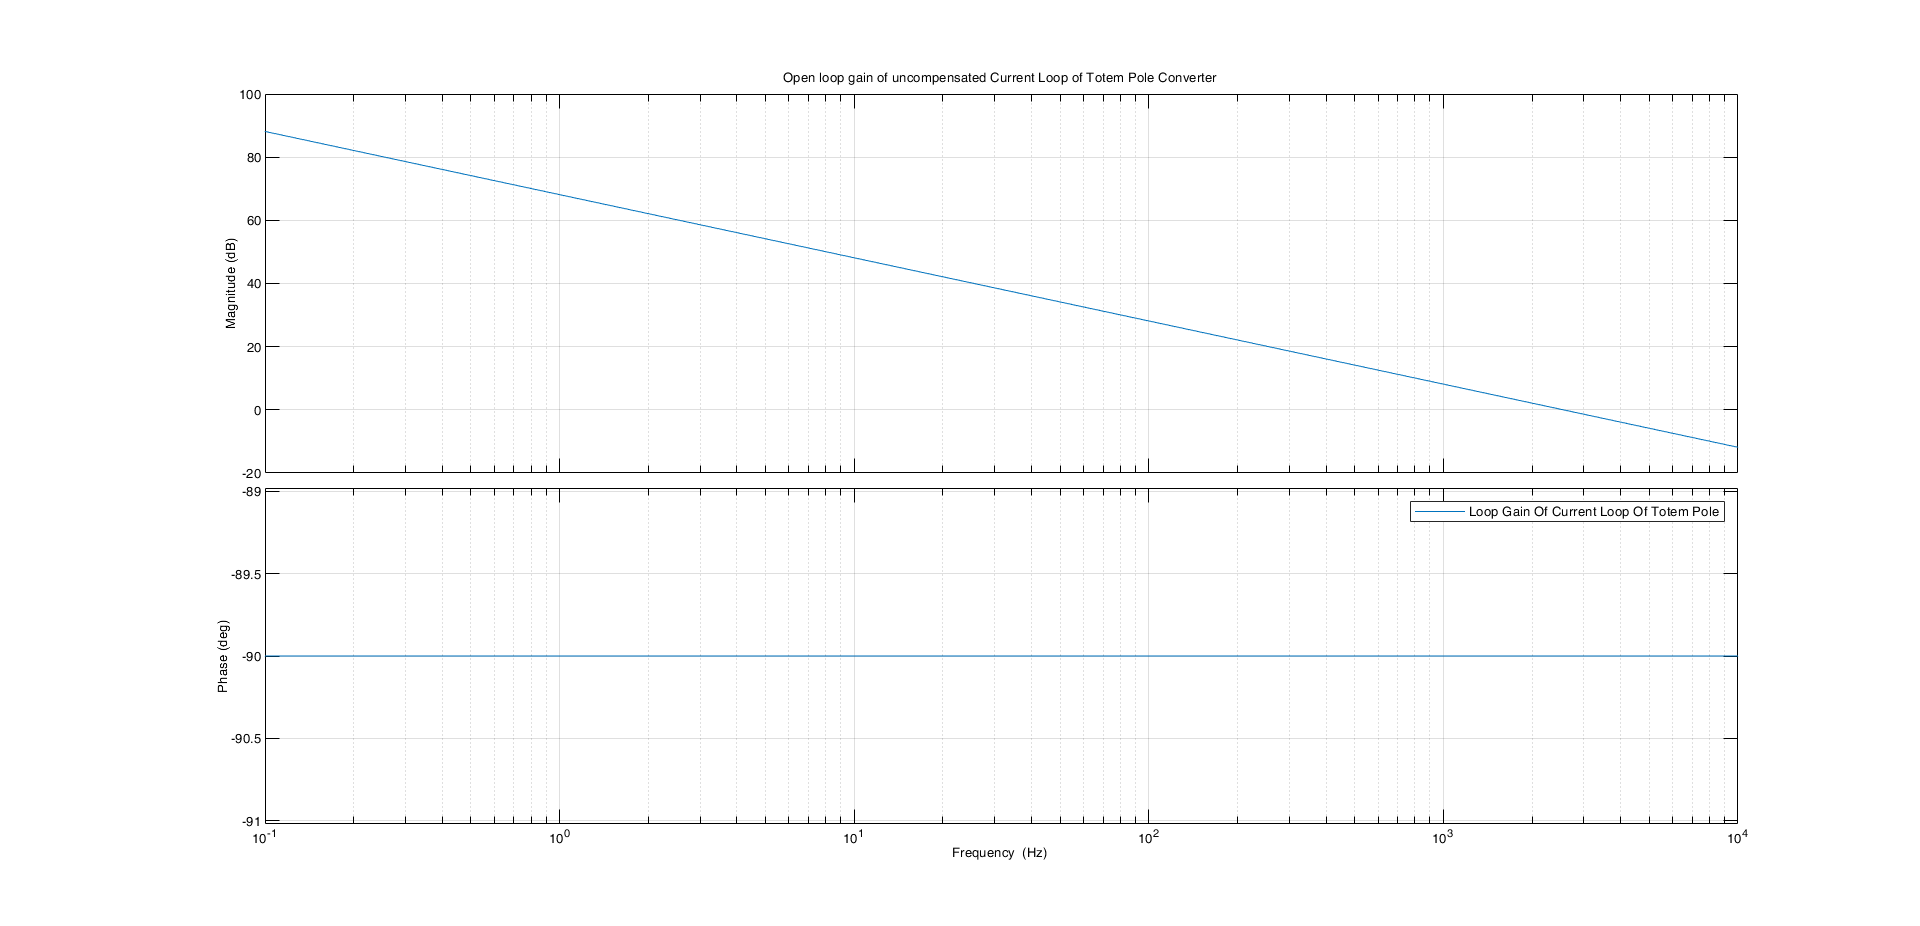 Open loop gain of uncompensated Current Loop of Totem Pole Converter
100
80
60
40
20
0
-20
Magnitude (dB)
-89
-89.5
-90
-90.5
-91
Phase (deg)
Loop Gain Of Current Loop Of Totem Pole
10^-1 10^0 10^1 10^2 10^3 10^4
Frequency (Hz)